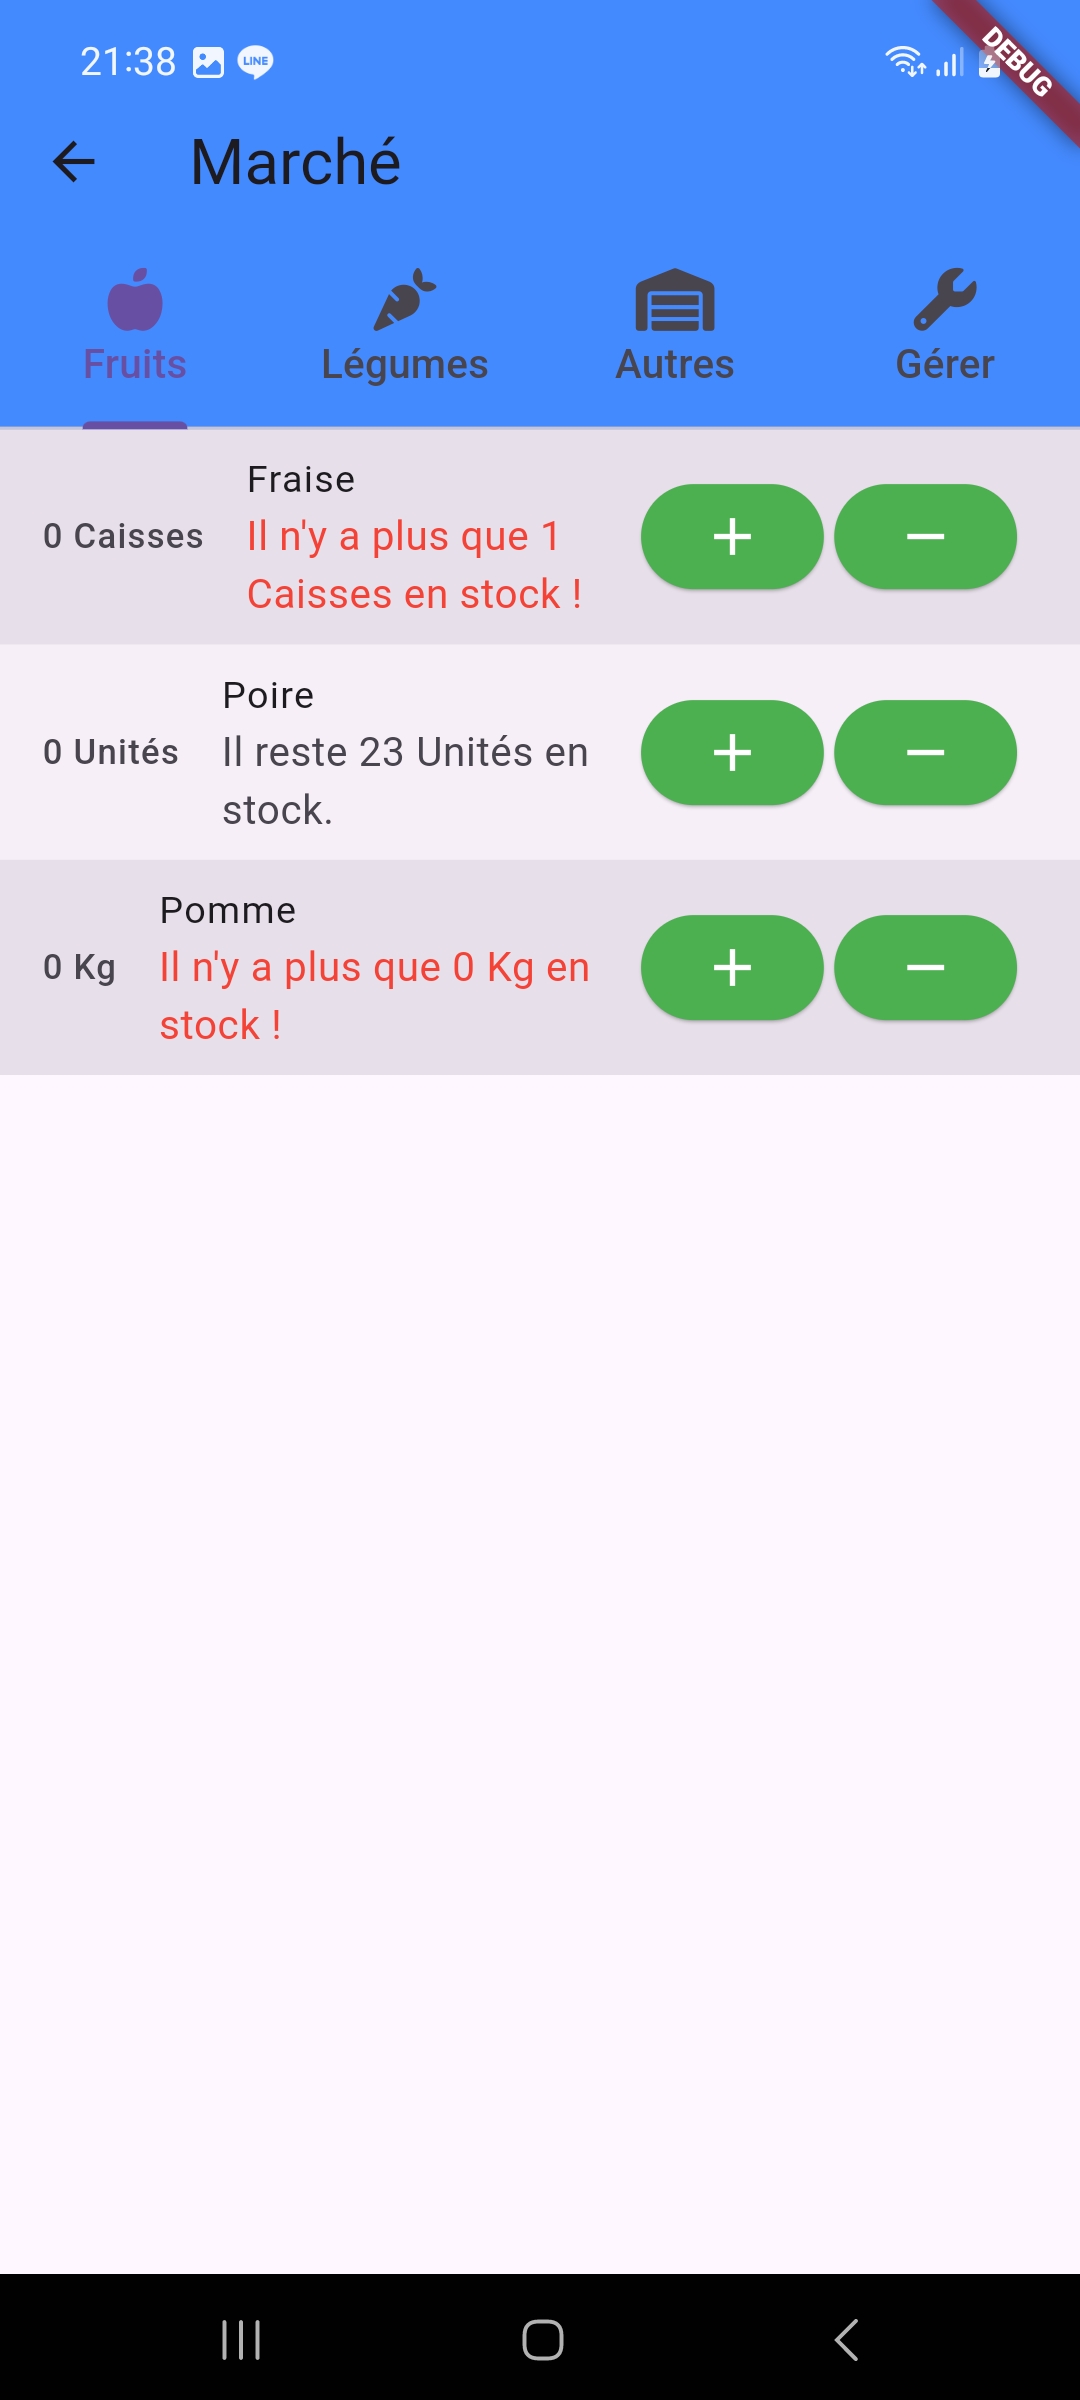 21:38
LINE
DEBUG
Marché
Fruits
Légumes
Autres
Gérer
Fraise
0 Caisses
Il n'y a plus que 1
Caisses en stock !
Poire
0 Unités
Il reste 23 Unités en
stock.
Pomme
0 Kg
Il n'y a plus que 0 Kg en
stock !